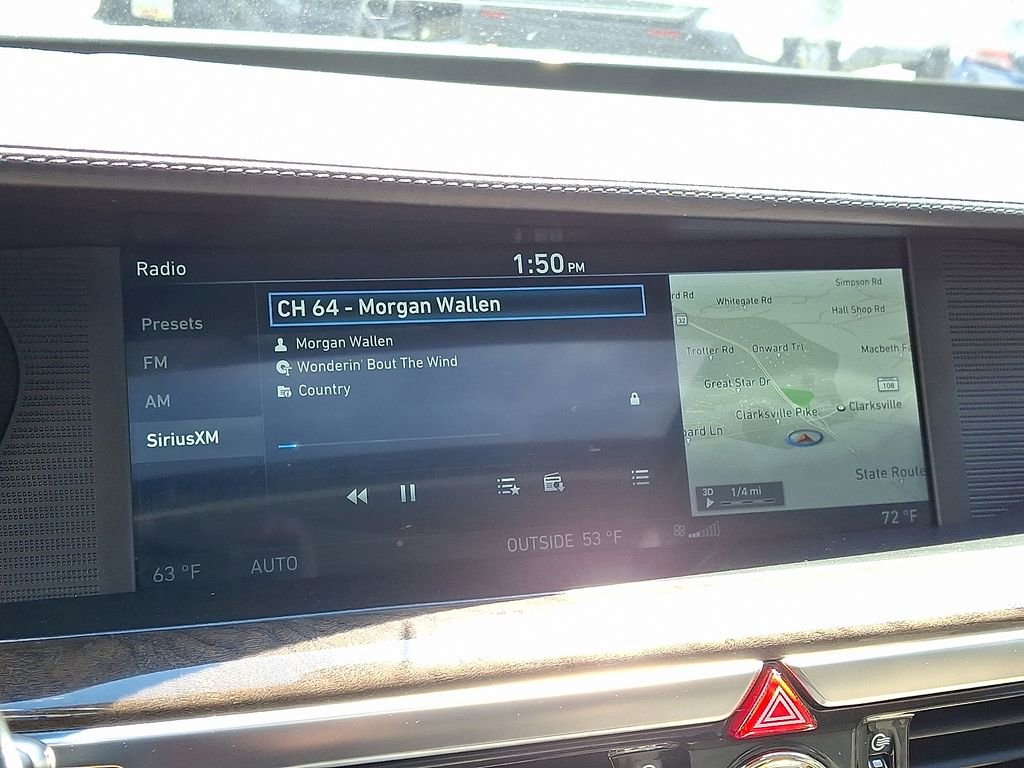 Radio
1:50 PM
Presets
FM
AM
SiriusXM
CH 64 - Morgan Wallen
Morgan Wallen
Wonderin' Bout The Wind
Country
Simpson Rd
rd Rd
Whitegate Rd
Hall Shop Rd
32
Trotter Rd
Onward Trl
Macbeth F
Great Star Dr
108
Clarksville Pike
Clarksville
ard Ln
State Route
3D
1/4 mi
63 °F
AUTO
OUTSIDE 53 °F
72 °F